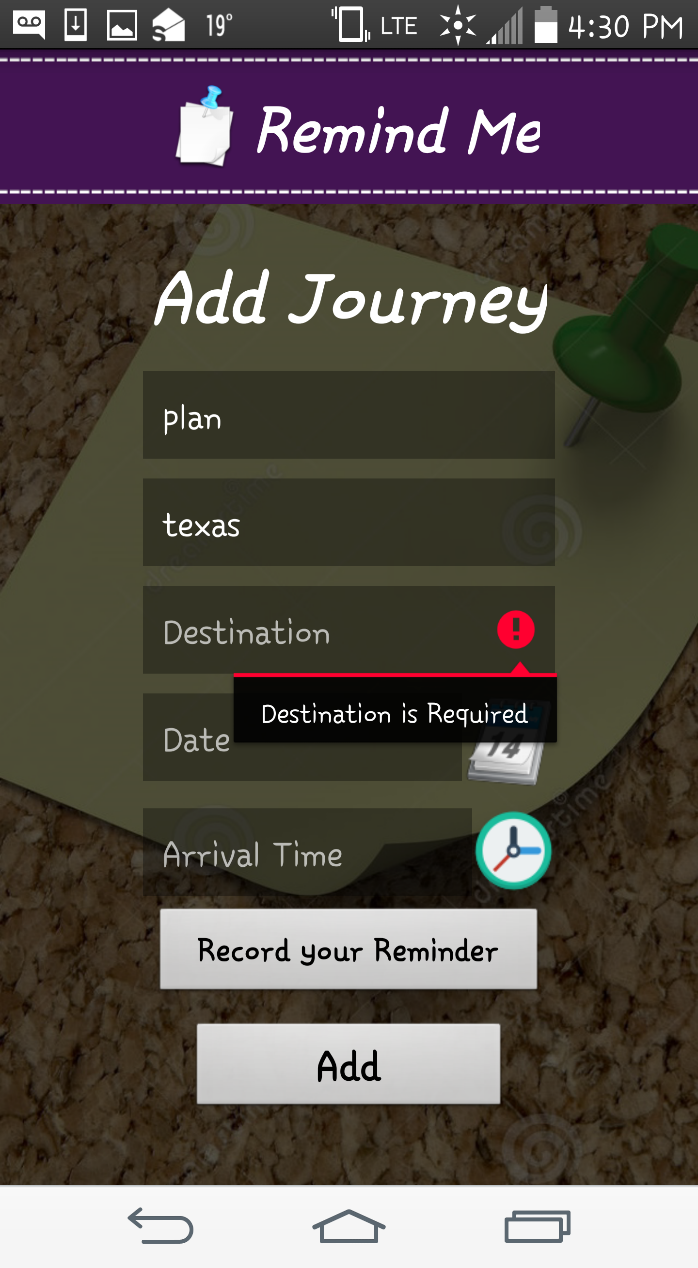 19° LTE 4:30 PM
Remind Me
Add Journey
plan
texas
Destination
Destination is Required
Date
14
Arrival Time
Record your Reminder
Add